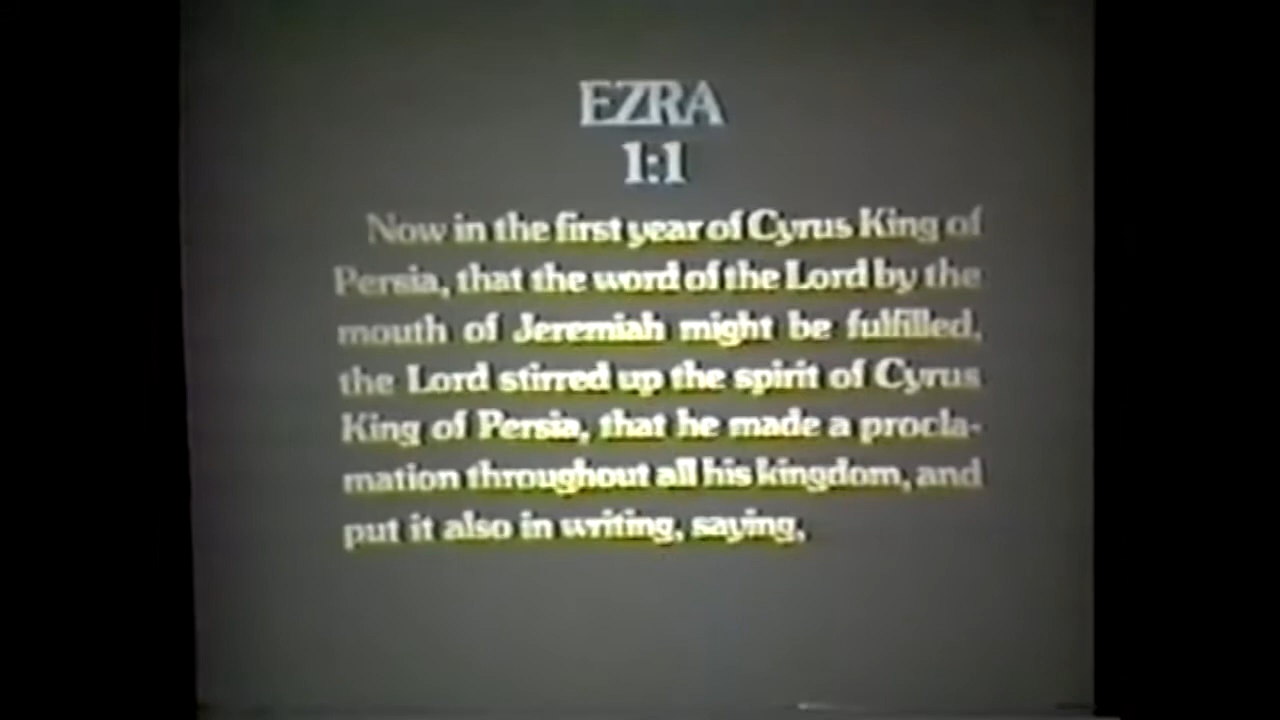 EZRA
1:1
Now in the first year of Cyrus King of
Persia, that the word of the Lord by the
mouth of Jeremiah might be fulfilled,
the Lord stirred up the spirit of Cyrus
King of Persia, that he made a procla-
mation throughout all his kingdom, and
put it also in writing, saying,